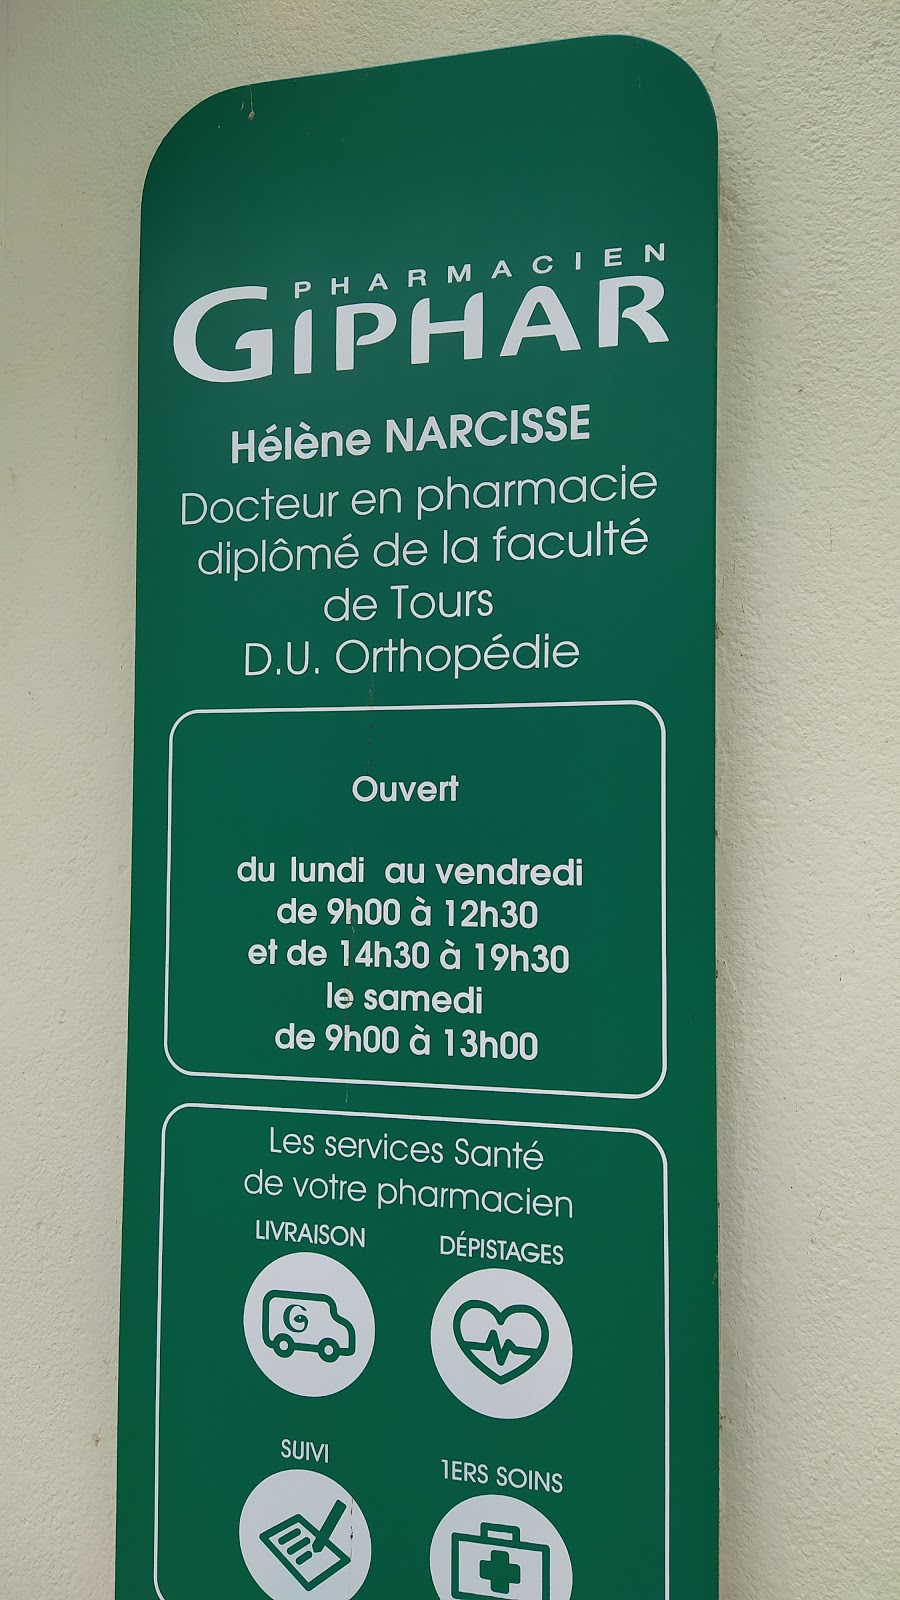 PHARMACIEN
GIPHAR
Hélène NARCISSE
Docteur en pharmacie
diplômé de la faculté
de Tours
D.U. Orthopédie
Ouvert
du lundi au vendredi
de 9h00 à 12h30
et de 14h30 à 19h30
le samedi
de 9h00 à 13h00
Les services Santé
de votre pharmacien
LIVRAISON
DÉPISTAGES
G
SUIVI
1ERS SOINS